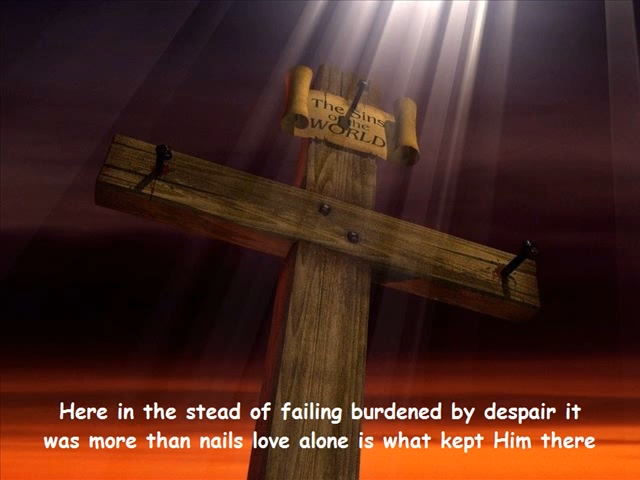 The Sins
of the
WORLD
Here in the stead of failing burdened by despair it
was more than nails love alone is what kept Him there